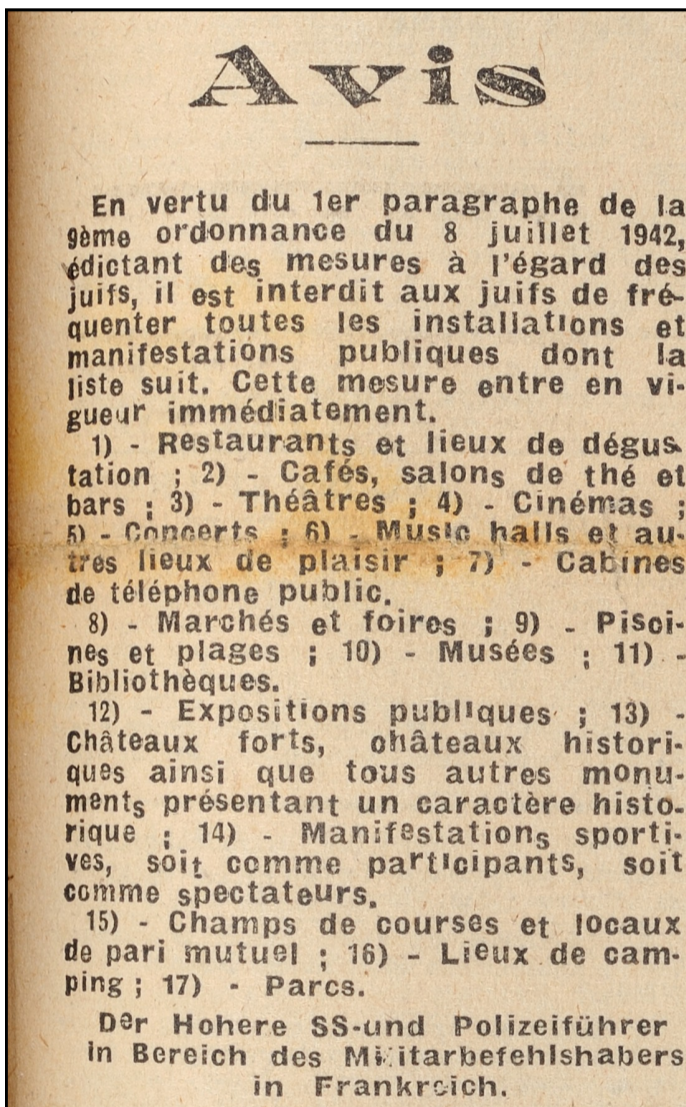 Avis
En vertu du 1er paragraphe de la
9ème ordonnance du 8 juillet 1942,
édictant des mesures à l'égard des
juifs, il est interdit aux juifs de fré-
quenter toutes les installations et
manifestations publiques dont la
liste suit. Cette mesure entre en vi-
gueur immédiatement.
1) - Restaurants et lieux de dégus-
tation ; 2) - Cafés, salons de thé et
bars ; 3) - Théâtres ; 4) - Cinémas ;
5) - Concerts ; 6) - Music halls et au-
tres lieux de plaisir ; 7) - Cabines
de téléphone public.
8) - Marchés et foires ; 9) - Pisci-
nes et plages ; 10) - Musées ; 11) -
Bibliothèques.
12) - Expositions publiques ; 13) -
Châteaux forts, châteaux histori-
ques ainsi que tous autres monu-
ments présentant un caractère histo-
rique ; 14) - Manifestations sporti-
ves, soit comme participants, soit
comme spectateurs.
15) - Champs de courses et locaux
de pari mutuel ; 16) - Lieux de cam-
ping ; 17) - Parcs.
Der Hohere SS-und Polizeiführer
in Bereich des Militarbefehlshabers
in Frankreich.